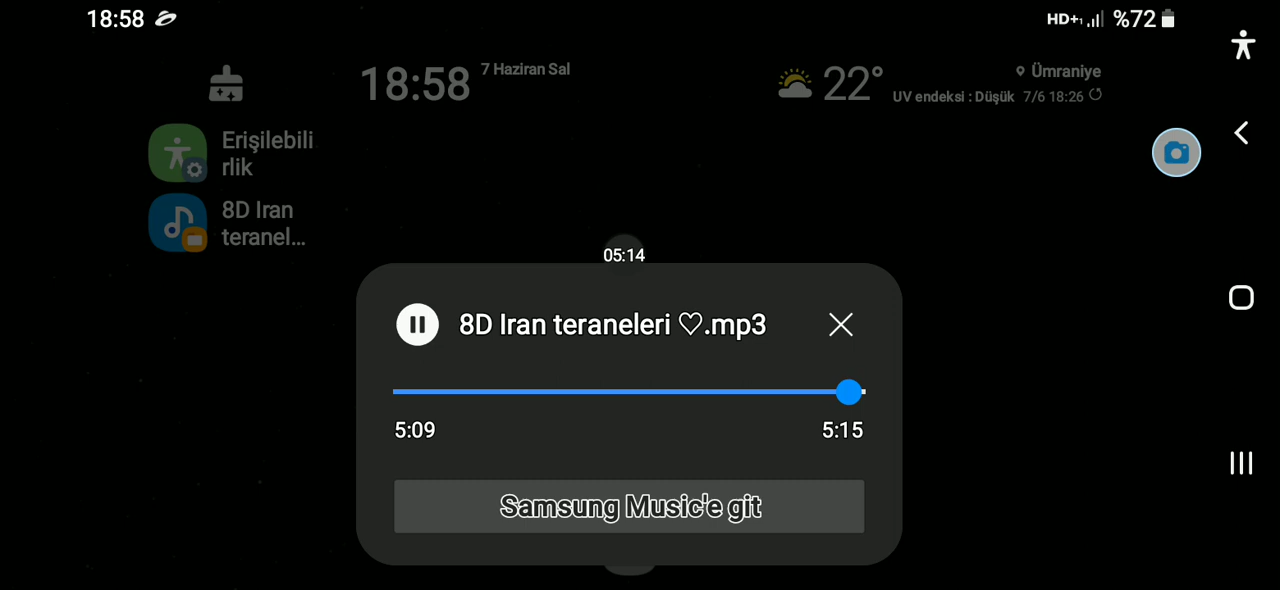 18:58
HD+1 %72
18:58 7 Haziran Sal
22° Ümraniye
UV endeksi : Düşük 7/6 18:26
Erişilebili
rlik
8D Iran
teranel...
05:14
8D Iran teraneleri ♡.mp3
5:09 5:15
Samsung Music'e git